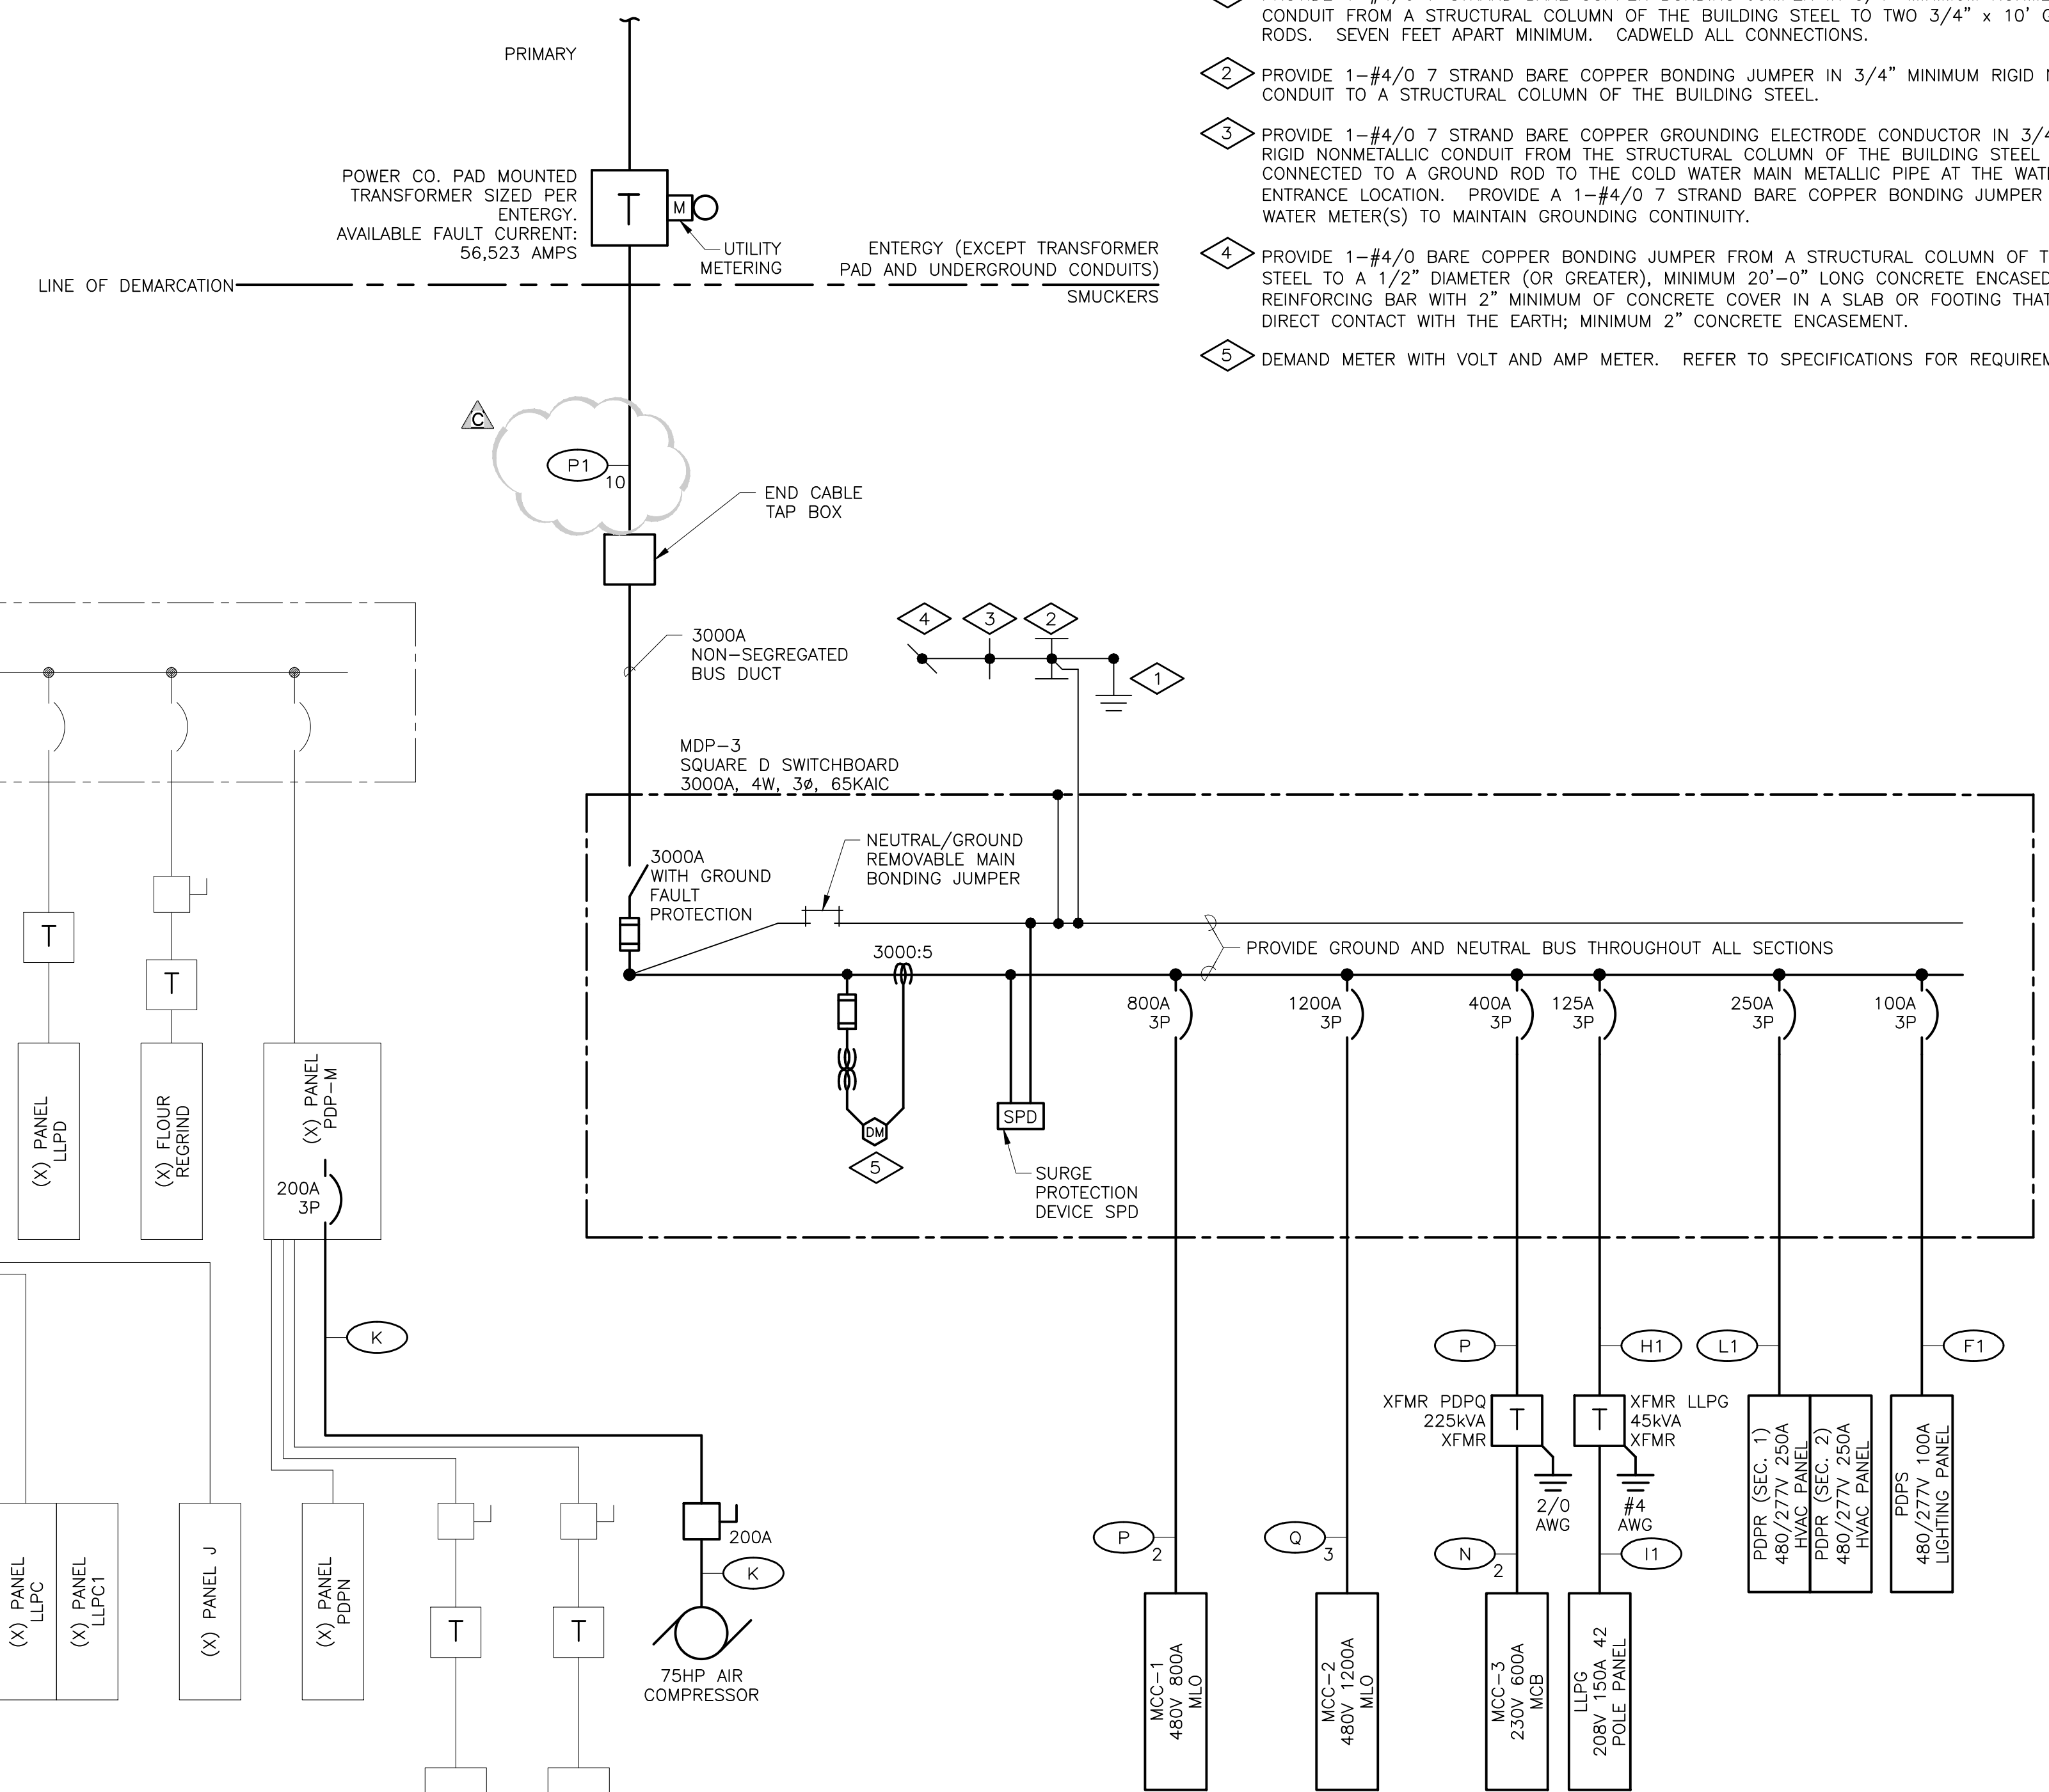 PRIMARY
POWER CO. PAD MOUNTED
TRANSFORMER SIZED PER
ENTERGY.
AVAILABLE FAULT CURRENT:
56,523 AMPS
T
M
UTILITY
METERING
ENTERGY (EXCEPT TRANSFORMER
PAD AND UNDERGROUND CONDUITS)
LINE OF DEMARCATION
SMUCKERS
CONDUIT FROM A STRUCTURAL COLUMN OF THE BUILDING STEEL TO TWO 3/4" x 10'
RODS. SEVEN FEET APART MINIMUM. CADWELD ALL CONNECTIONS.
2 PROVIDE 1-#4/0 7 STRAND BARE COPPER BONDING JUMPER IN 3/4" MINIMUM RIGID
CONDUIT TO A STRUCTURAL COLUMN OF THE BUILDING STEEL.
3 PROVIDE 1-#4/0 7 STRAND BARE COPPER GROUNDING ELECTRODE CONDUCTOR IN
RIGID NONMETALLIC CONDUIT FROM THE STRUCTURAL COLUMN OF THE BUILDING STEEL
CONNECTED TO A GROUND ROD TO THE COLD WATER MAIN METALLIC PIPE AT THE
ENTRANCE LOCATION. PROVIDE A 1-#4/0 7 STRAND BARE COPPER BONDING JUMPER
WATER METER(S) TO MAINTAIN GROUNDING CONTINUITY.
4 PROVIDE 1-#4/0 BARE COPPER BONDING JUMPER FROM A STRUCTURAL COLUMN OF
STEEL TO A 1/2" DIAMETER (OR GREATER), MINIMUM 20'-0" LONG CONCRETE ENCASED
REINFORCING BAR WITH 2" MINIMUM OF CONCRETE COVER IN A SLAB OR FOOTING THAT
DIRECT CONTACT WITH THE EARTH; MINIMUM 2" CONCRETE ENCASEMENT.
5 DEMAND METER WITH VOLT AND AMP METER. REFER TO SPECIFICATIONS FOR
C
P1
10
END CABLE
TAP BOX
3000A
NON-SEGREGATED
BUS DUCT
4
3
2
1
MDP-3
SQUARE D SWITCHBOARD
3000A, 4W, 3ø, 65KAIC
3000A
WITH GROUND
FAULT
PROTECTION
NEUTRAL/GROUND
REMOVABLE MAIN
BONDING JUMPER
3000:5
PROVIDE GROUND AND NEUTRAL BUS THROUGHOUT ALL SECTIONS
800A
3P
1200A
3P
400A
3P
125A
3P
250A
3P
100A
3P
DM
5
SPD
SURGE
PROTECTION
DEVICE SPD
T
T
(X) PANEL
LLPD
(X) FLOUR
REGRIND
(X) PANEL
PDP-M
200A
3P
K
P
H1
L1
F1
XFMR PDPQ
225kVA
XFMR
T
T
XFMR LLPG
45kVA
XFMR
2/0
AWG
#4
AWG
P
2
Q
3
N
2
I1
PDPR (SEC. 1)
480/277V 250A
HVAC PANEL
PDPR (SEC. 2)
480/277V 250A
HVAC PANEL
PDPS
480/277V 100A
LIGHTING PANEL
(X) PANEL
LLPC
(X) PANEL
LLPC1
(X) PANEL J
(X) PANEL
PDPN
T
T
200A
K
75HP AIR
COMPRESSOR
MCC-1
480V 800A
MLO
MCC-2
480V 1200A
MLO
MCC-3
230V 600A
MCB
LLPG
208V 150A 42
POLE PANEL